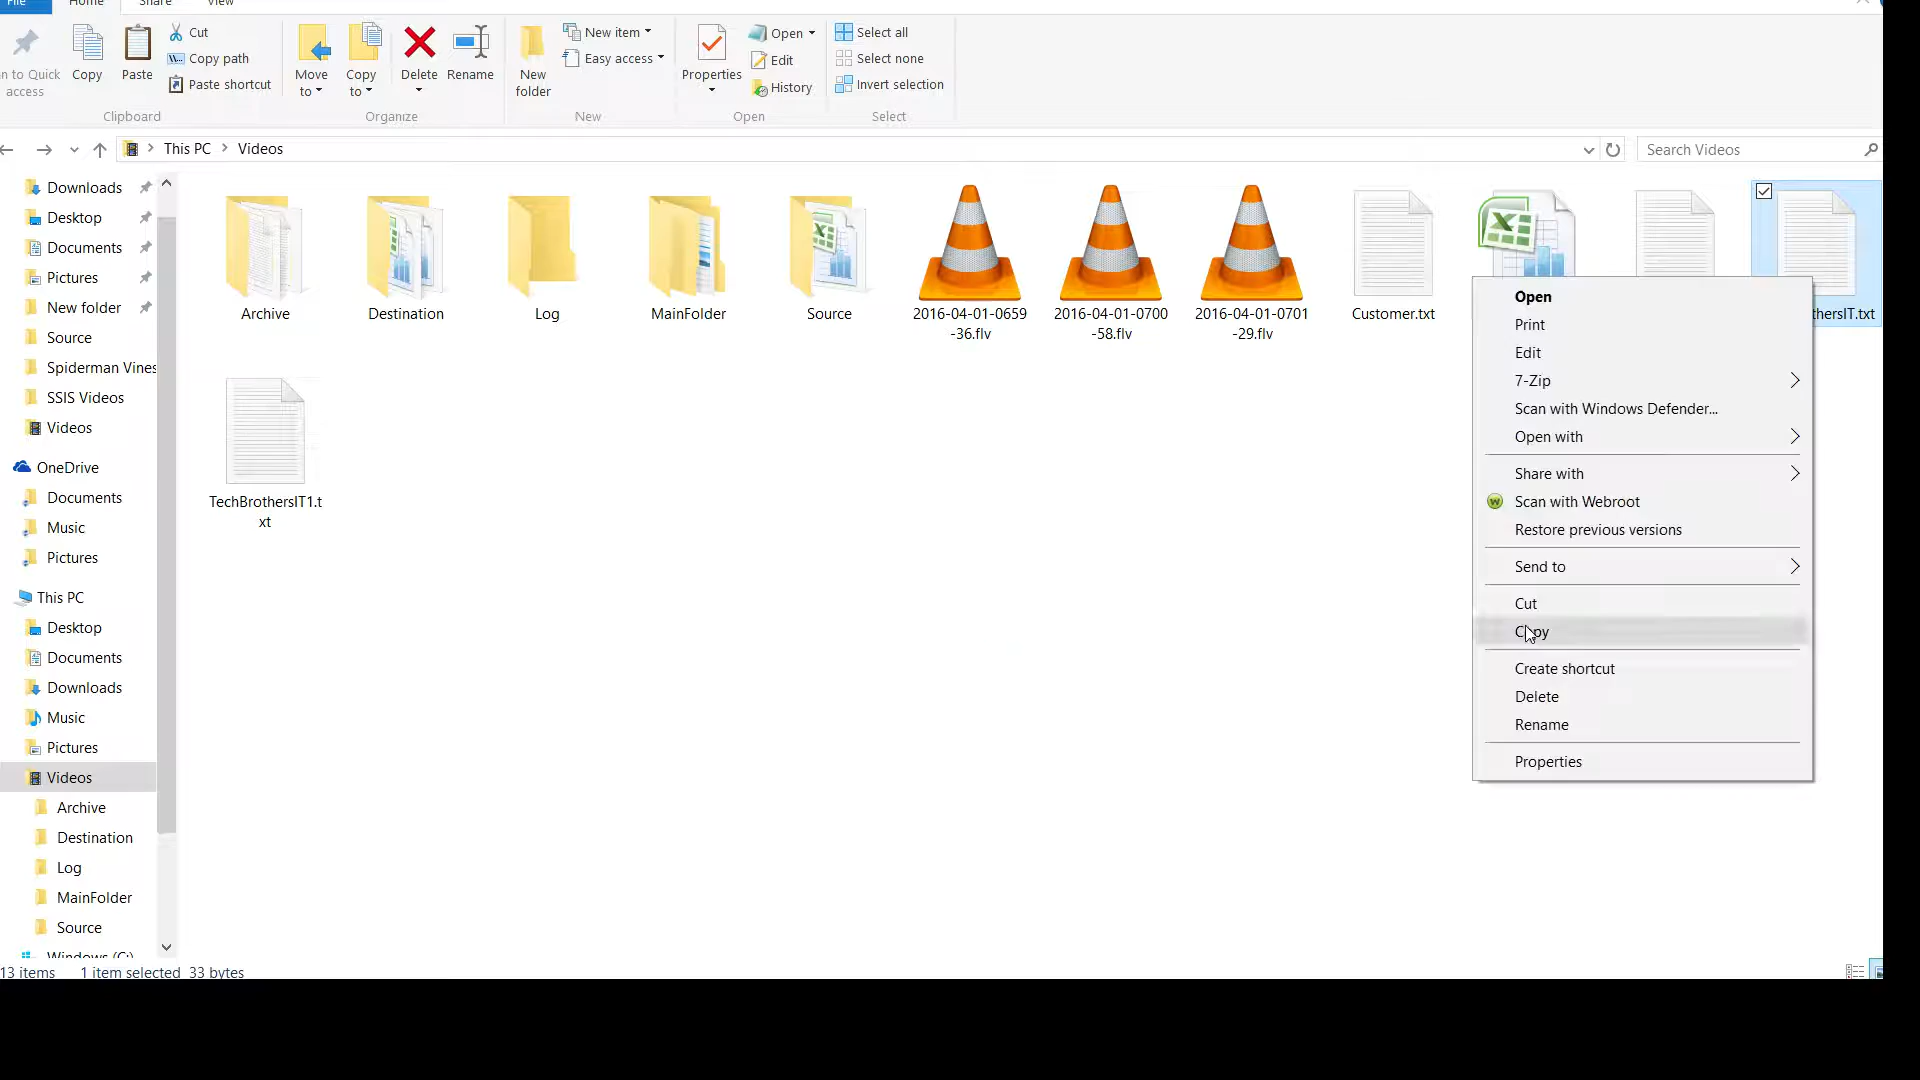 File
Home
Share
View
n to Quick
access
Copy
Paste
Cut
Copy path
Paste shortcut
Clipboard
Move
to
Copy
to
Delete
Rename
Organize
New
folder
New item
Easy access
New
Properties
Open
Edit
History
Open
Select all
Select none
Invert selection
Select
This PC
Videos
Search Videos
Downloads
Desktop
Documents
Pictures
New folder
Source
Spiderman Vines
SSIS Videos
Videos
OneDrive
Documents
Music
Pictures
This PC
Desktop
Documents
Downloads
Music
Pictures
Videos
Archive
Destination
Log
MainFolder
Source
Windows (C:)
Archive
Destination
Log
MainFolder
Source
2016-04-01-0659
-36.flv
2016-04-01-0700
-58.flv
2016-04-01-0701
-29.flv
Customer.txt
thersIT.txt
TechBrothersIT1.t
xt
Open
Print
Edit
7-Zip
Scan with Windows Defender...
Open with
Share with
Scan with Webroot
Restore previous versions
Send to
Cut
Copy
Create shortcut
Delete
Rename
Properties
13 items
1 item selected 33 bytes